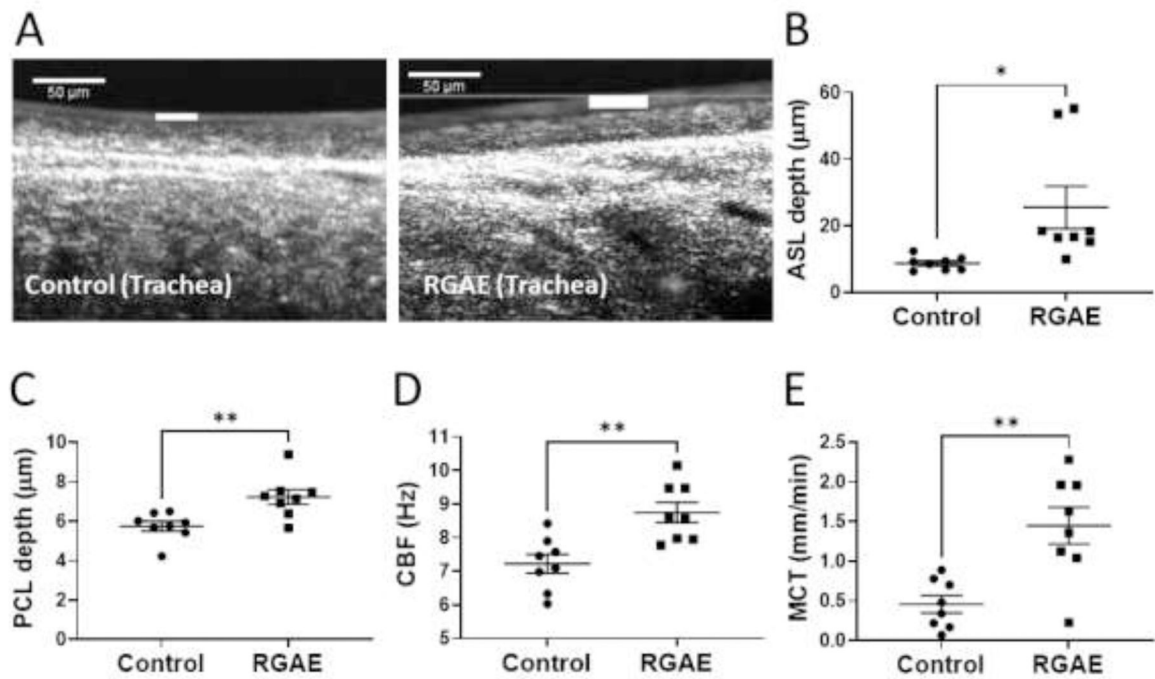 A
50 µm
Control (Trachea)
50 µm
RGAE (Trachea)
B
*
ASL depth (µm)
60
40
20
0
Control
RGAE
C
**
PCL depth (µm)
10
8
6
4
2
0
Control
RGAE
D
**
CBF (Hz)
11
10
9
8
7
6
5
Control
RGAE
E
**
MCT (mm/min)
2.5
2.0
1.5
1.0
0.5
0.0
Control
RGAE